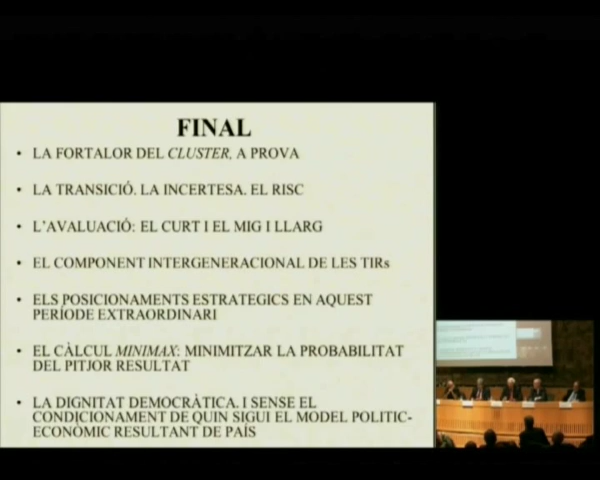 FINAL
• LA FORTALOR DEL CLUSTER, A PROVA
• LA TRANSICIÓ. LA INCERTESA. EL RISC
• L'AVALUACIÓ: EL CURT I EL MIG I LLARG
• EL COMPONENT INTERGENERACIONAL DE LES TIRs
• ELS POSICIONAMENTS ESTRATEGICS EN AQUEST
PERÍODE EXTRAORDINARI
• EL CÀLCUL MINIMAX: MINIMITZAR LA PROBABILITAT
DEL PITJOR RESULTAT
• LA DIGNITAT DEMOCRÀTICA. I SENSE EL
CONDICIONAMENT DE QUIN SIGUI EL MODEL POLITIC-
ECONÒMIC RESULTANT DE PAÍS